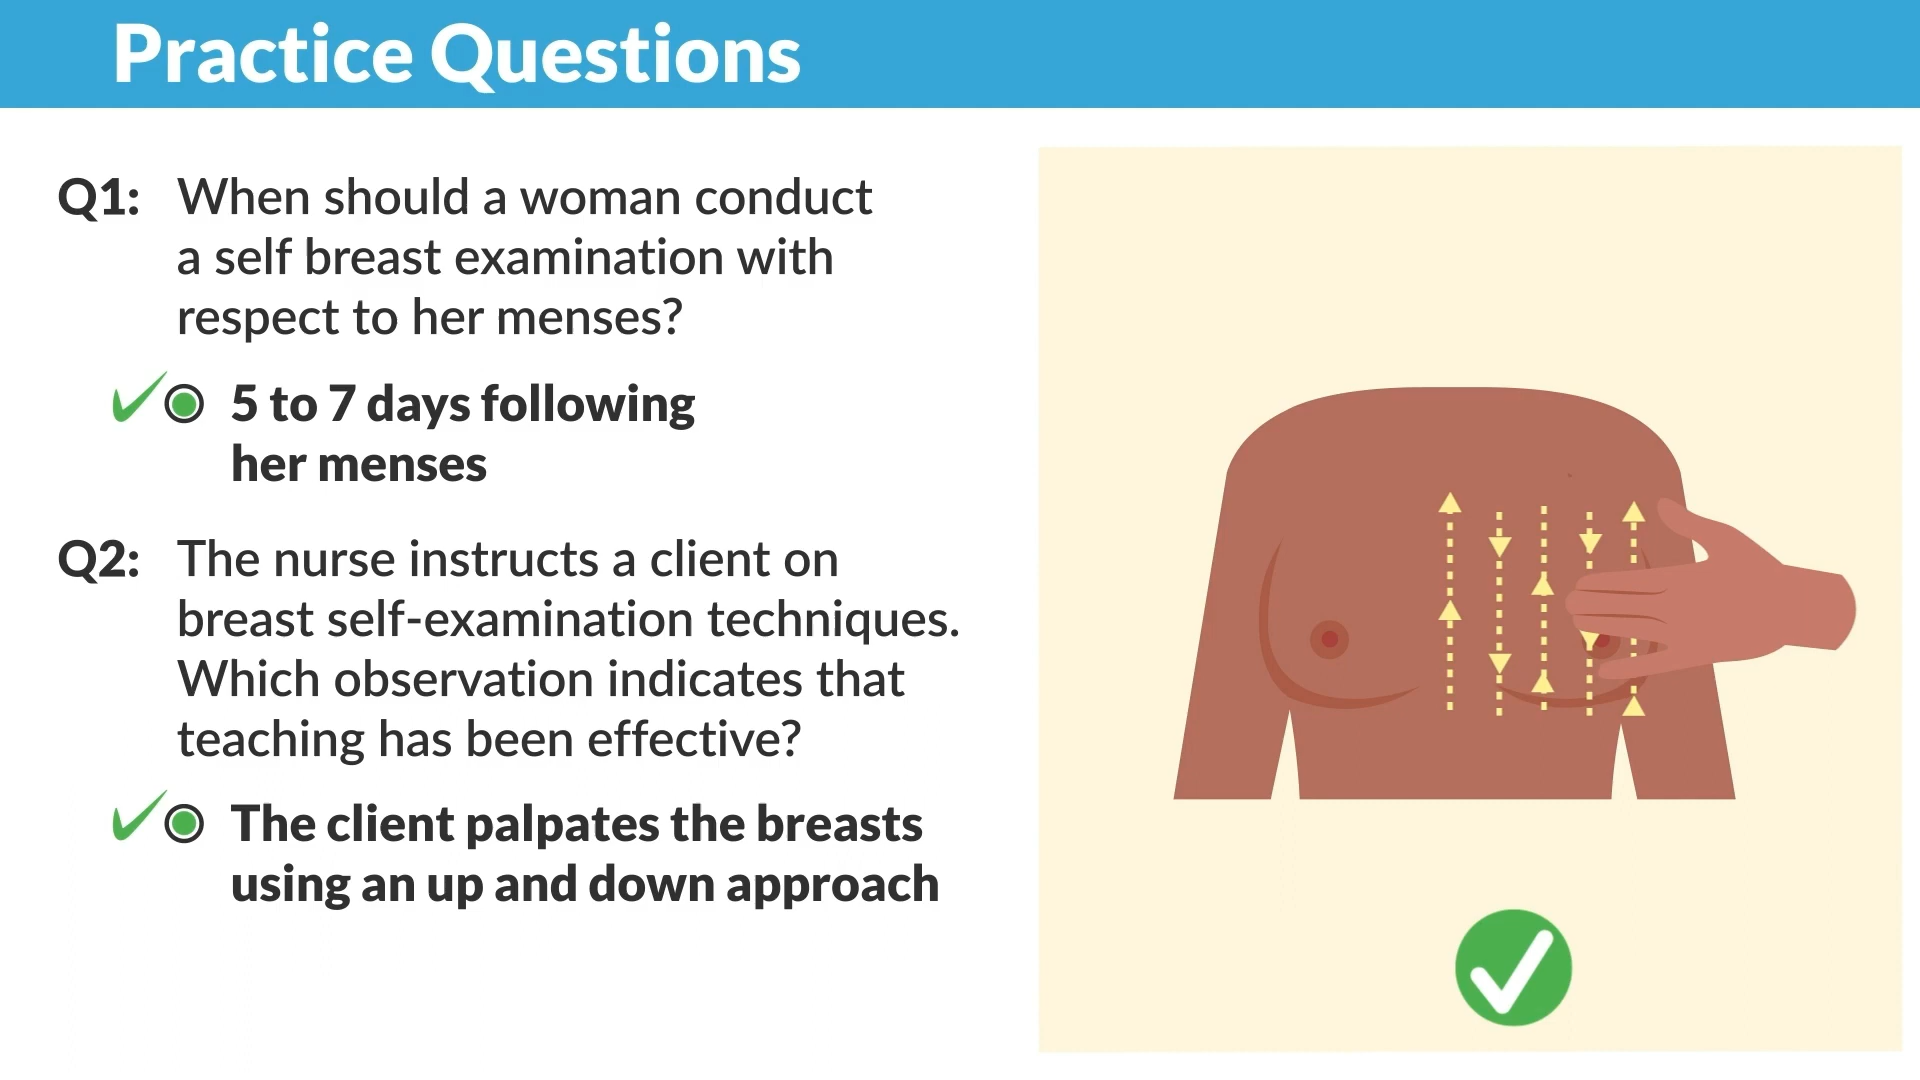 Practice Questions
Q1: When should a woman conduct
a self breast examination with
respect to her menses?
5 to 7 days following
her menses
Q2: The nurse instructs a client on
breast self-examination techniques.
Which observation indicates that
teaching has been effective?
The client palpates the breasts
using an up and down approach